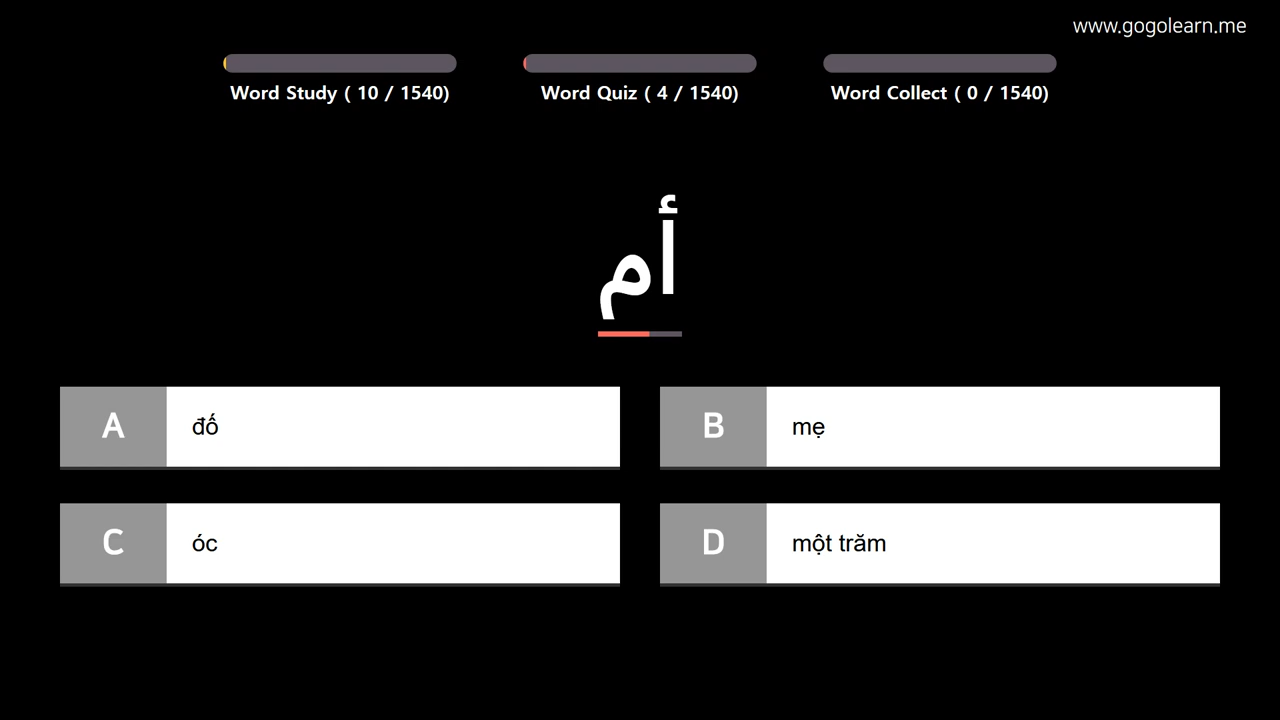 www.gogolearn.me
Word Study ( 10 / 1540)
Word Quiz ( 4 / 1540)
Word Collect ( 0 / 1540)
أم
A đố
B mẹ
C óc
D một trăm